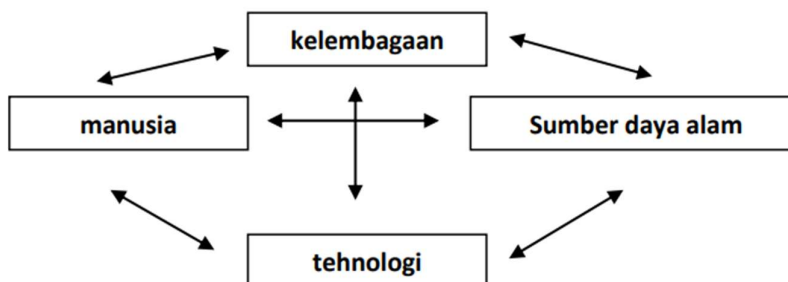 kelembagaan
manusia
Sumber daya alam
tehnologi